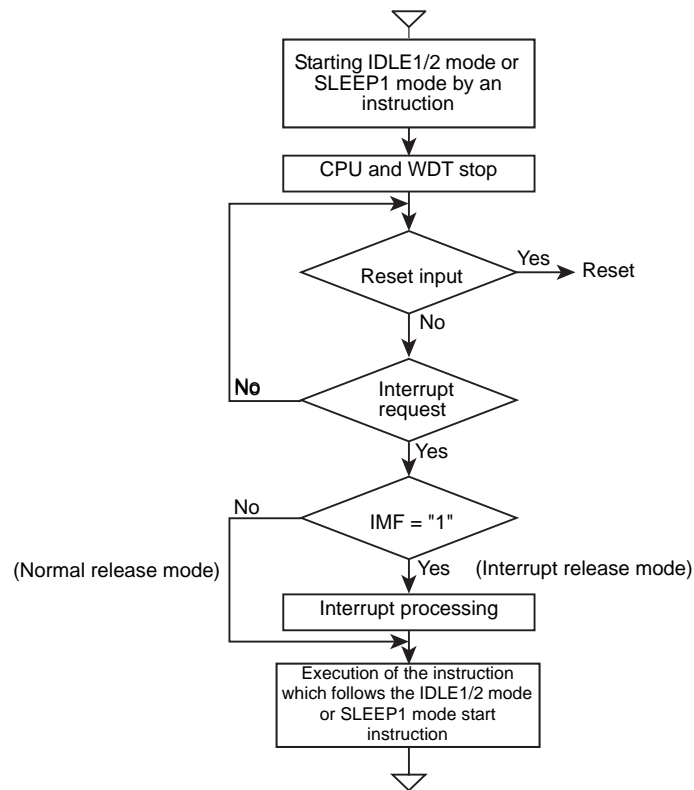 Starting IDLE1/2 mode or
SLEEP1 mode by an
instruction
CPU and WDT stop
Reset input
Yes
Reset
No
No
Interrupt
request
Yes
No
IMF = "1"
(Normal release mode)
Yes
(Interrupt release mode)
Interrupt processing
Execution of the instruction
which follows the IDLE1/2 mode
or SLEEP1 mode start
instruction